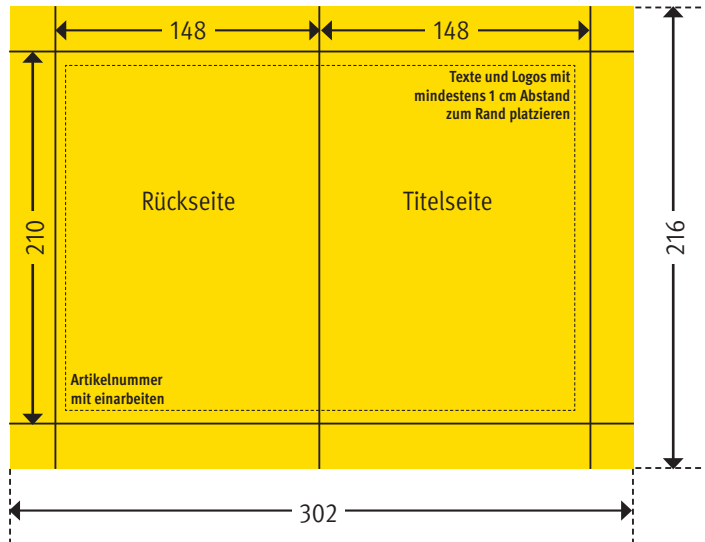 148
148
Texte und Logos mit
mindestens 1 cm Abstand
zum Rand platzieren
Rückseite
Titelseite
210
216
Artikelnummer
mit einarbeiten
302